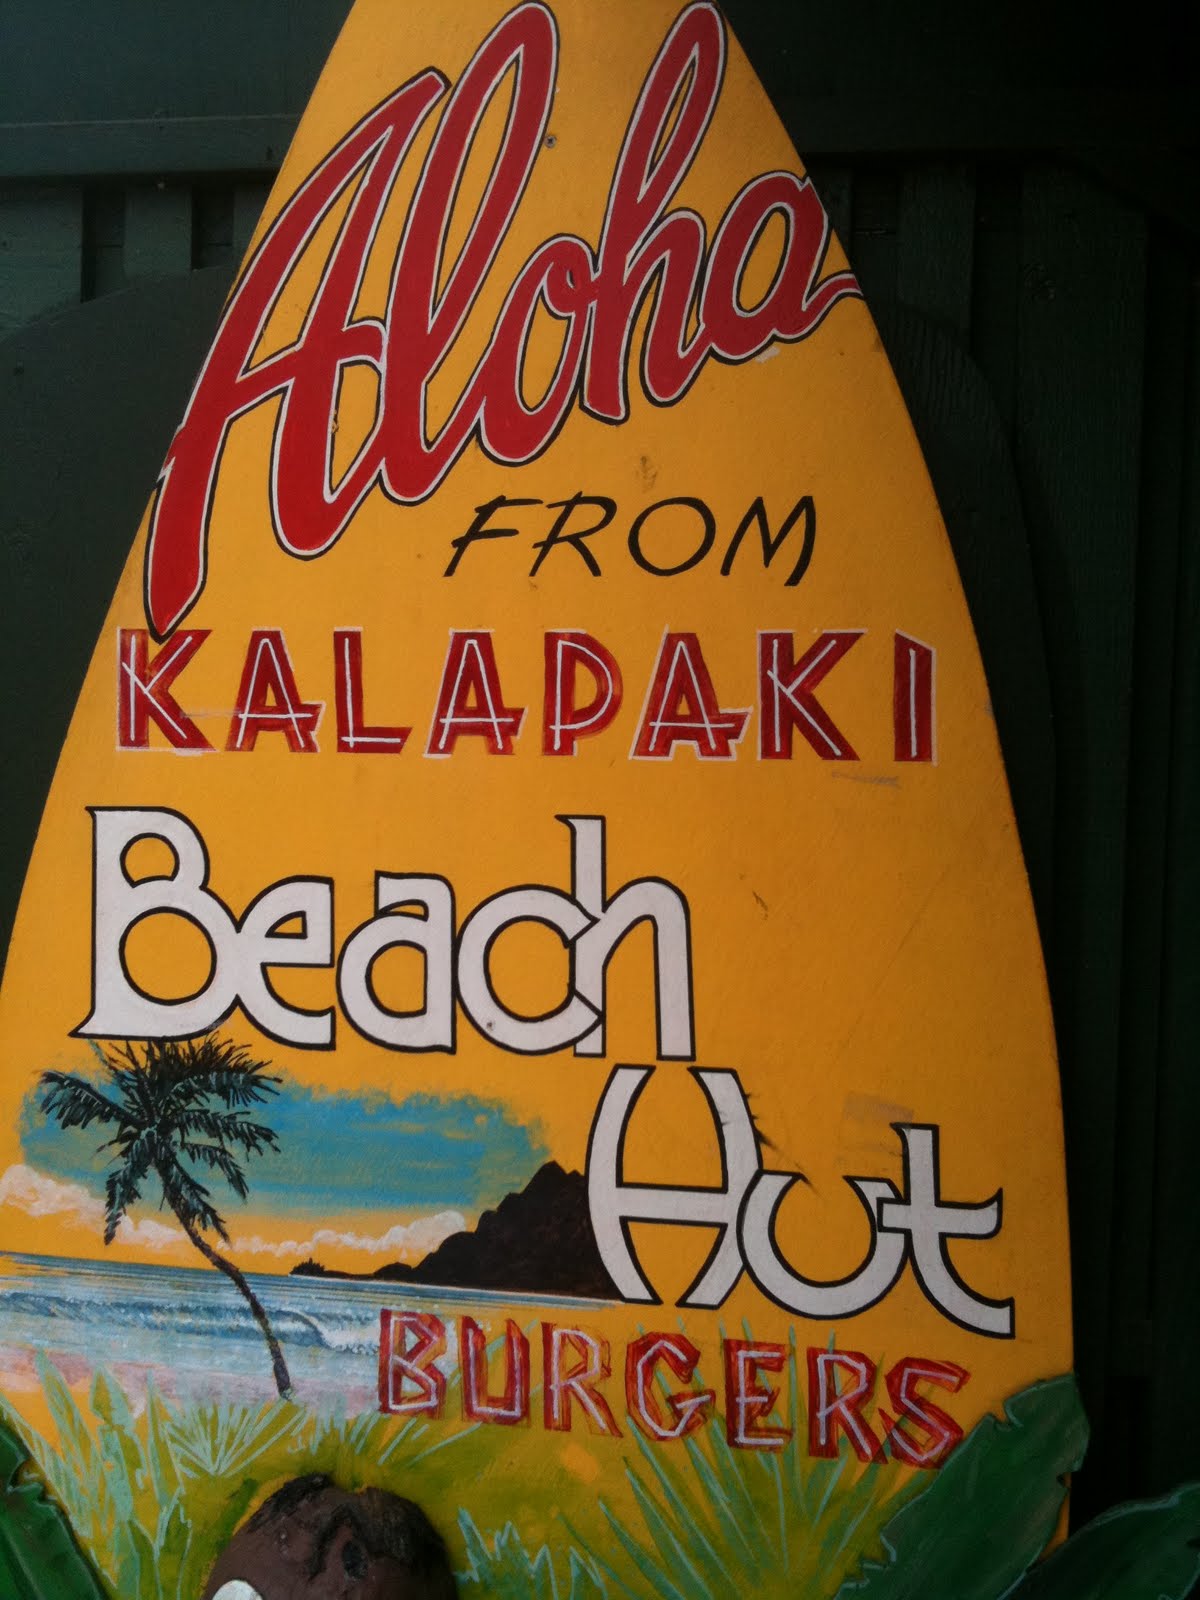 Aloha
FROM
KALAPAKI
Beach
Hut
BURGERS